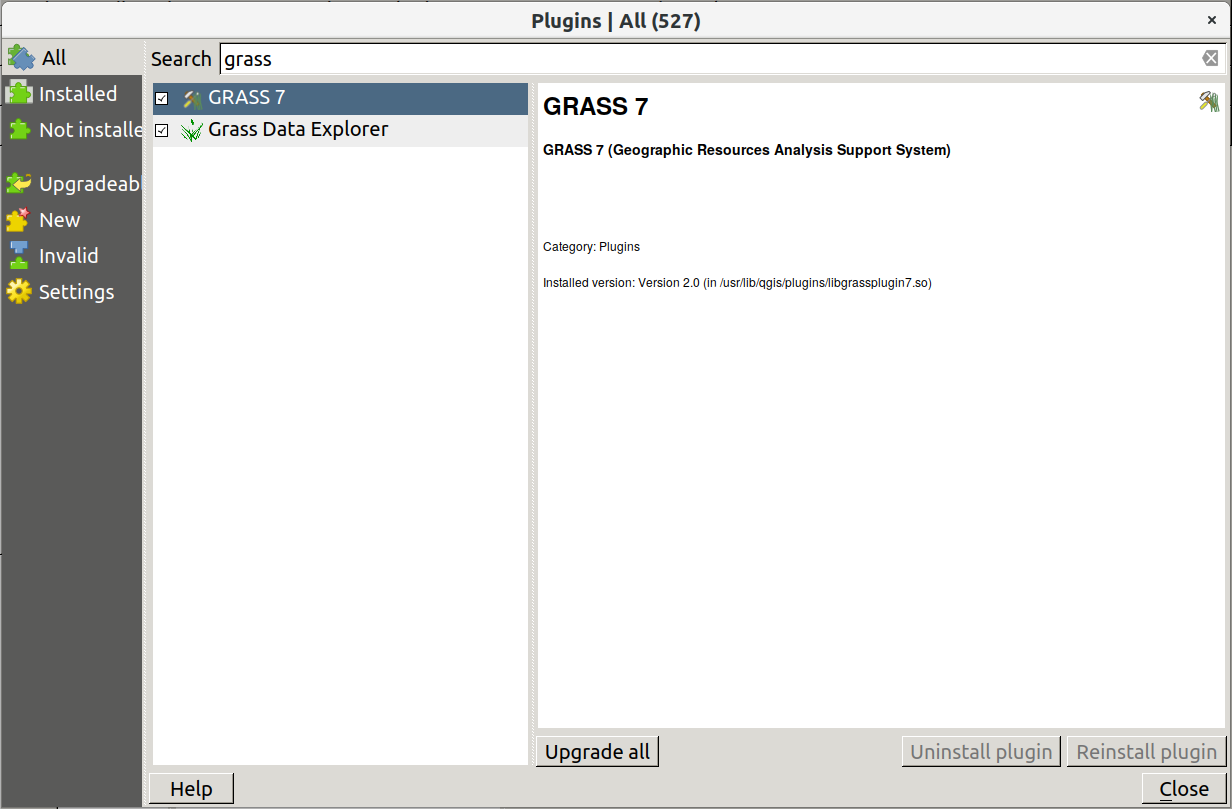 Plugins | All (527)
×
All
Installed
Not installe
Upgradeab
New
Invalid
Settings
Search grass
GRASS 7
Grass Data Explorer
GRASS 7
GRASS 7 (Geographic Resources Analysis Support System)
Category: Plugins
Installed version: Version 2.0 (in /usr/lib/qgis/plugins/libgrassplugin7.so)
Upgrade all
Uninstall plugin
Reinstall plugin
Help
Close